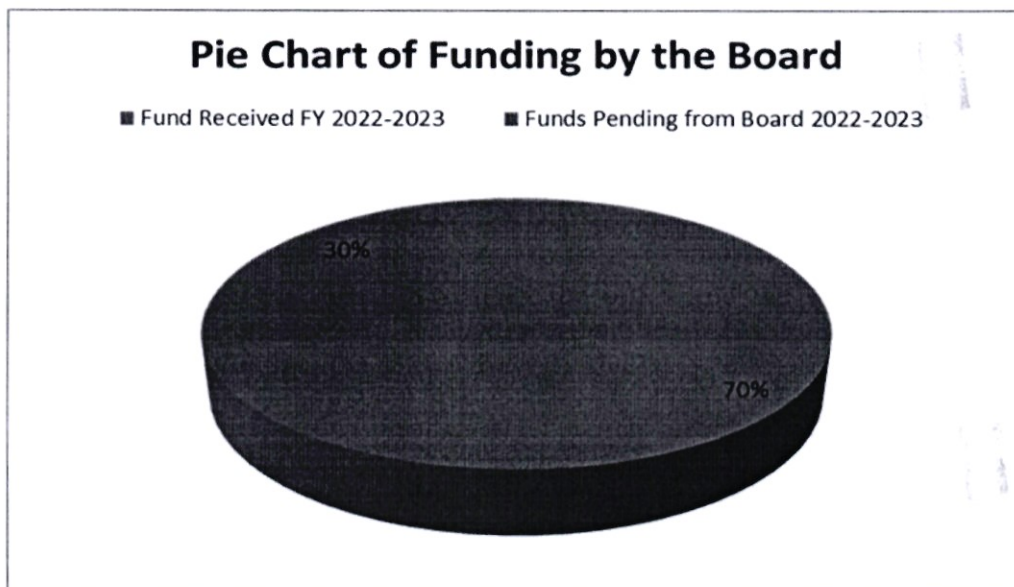 Pie Chart of Funding by the Board
Fund Received FY 2022-2023 Funds Pending from Board 2022-2023
30%
70%